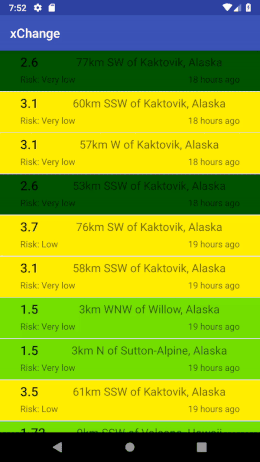 7:52
xChange
2.6 77km SW of Kaktovik, Alaska
Risk: Very low 18 hours ago
3.1 60km SSW of Kaktovik, Alaska
Risk: Very low 18 hours ago
3.1 57km W of Kaktovik, Alaska
Risk: Very low 18 hours ago
2.6 53km SSW of Kaktovik, Alaska
Risk: Very low 18 hours ago
3.7 76km SW of Kaktovik, Alaska
Risk: Low 19 hours ago
3.1 58km SSW of Kaktovik, Alaska
Risk: Very low 19 hours ago
1.5 3km WNW of Willow, Alaska
Risk: Very low 19 hours ago
1.5 3km N of Sutton-Alpine, Alaska
Risk: Very low 19 hours ago
3.5 61km SSW of Kaktovik, Alaska
Risk: Low 19 hours ago
SSW of Volcano, Hawaii